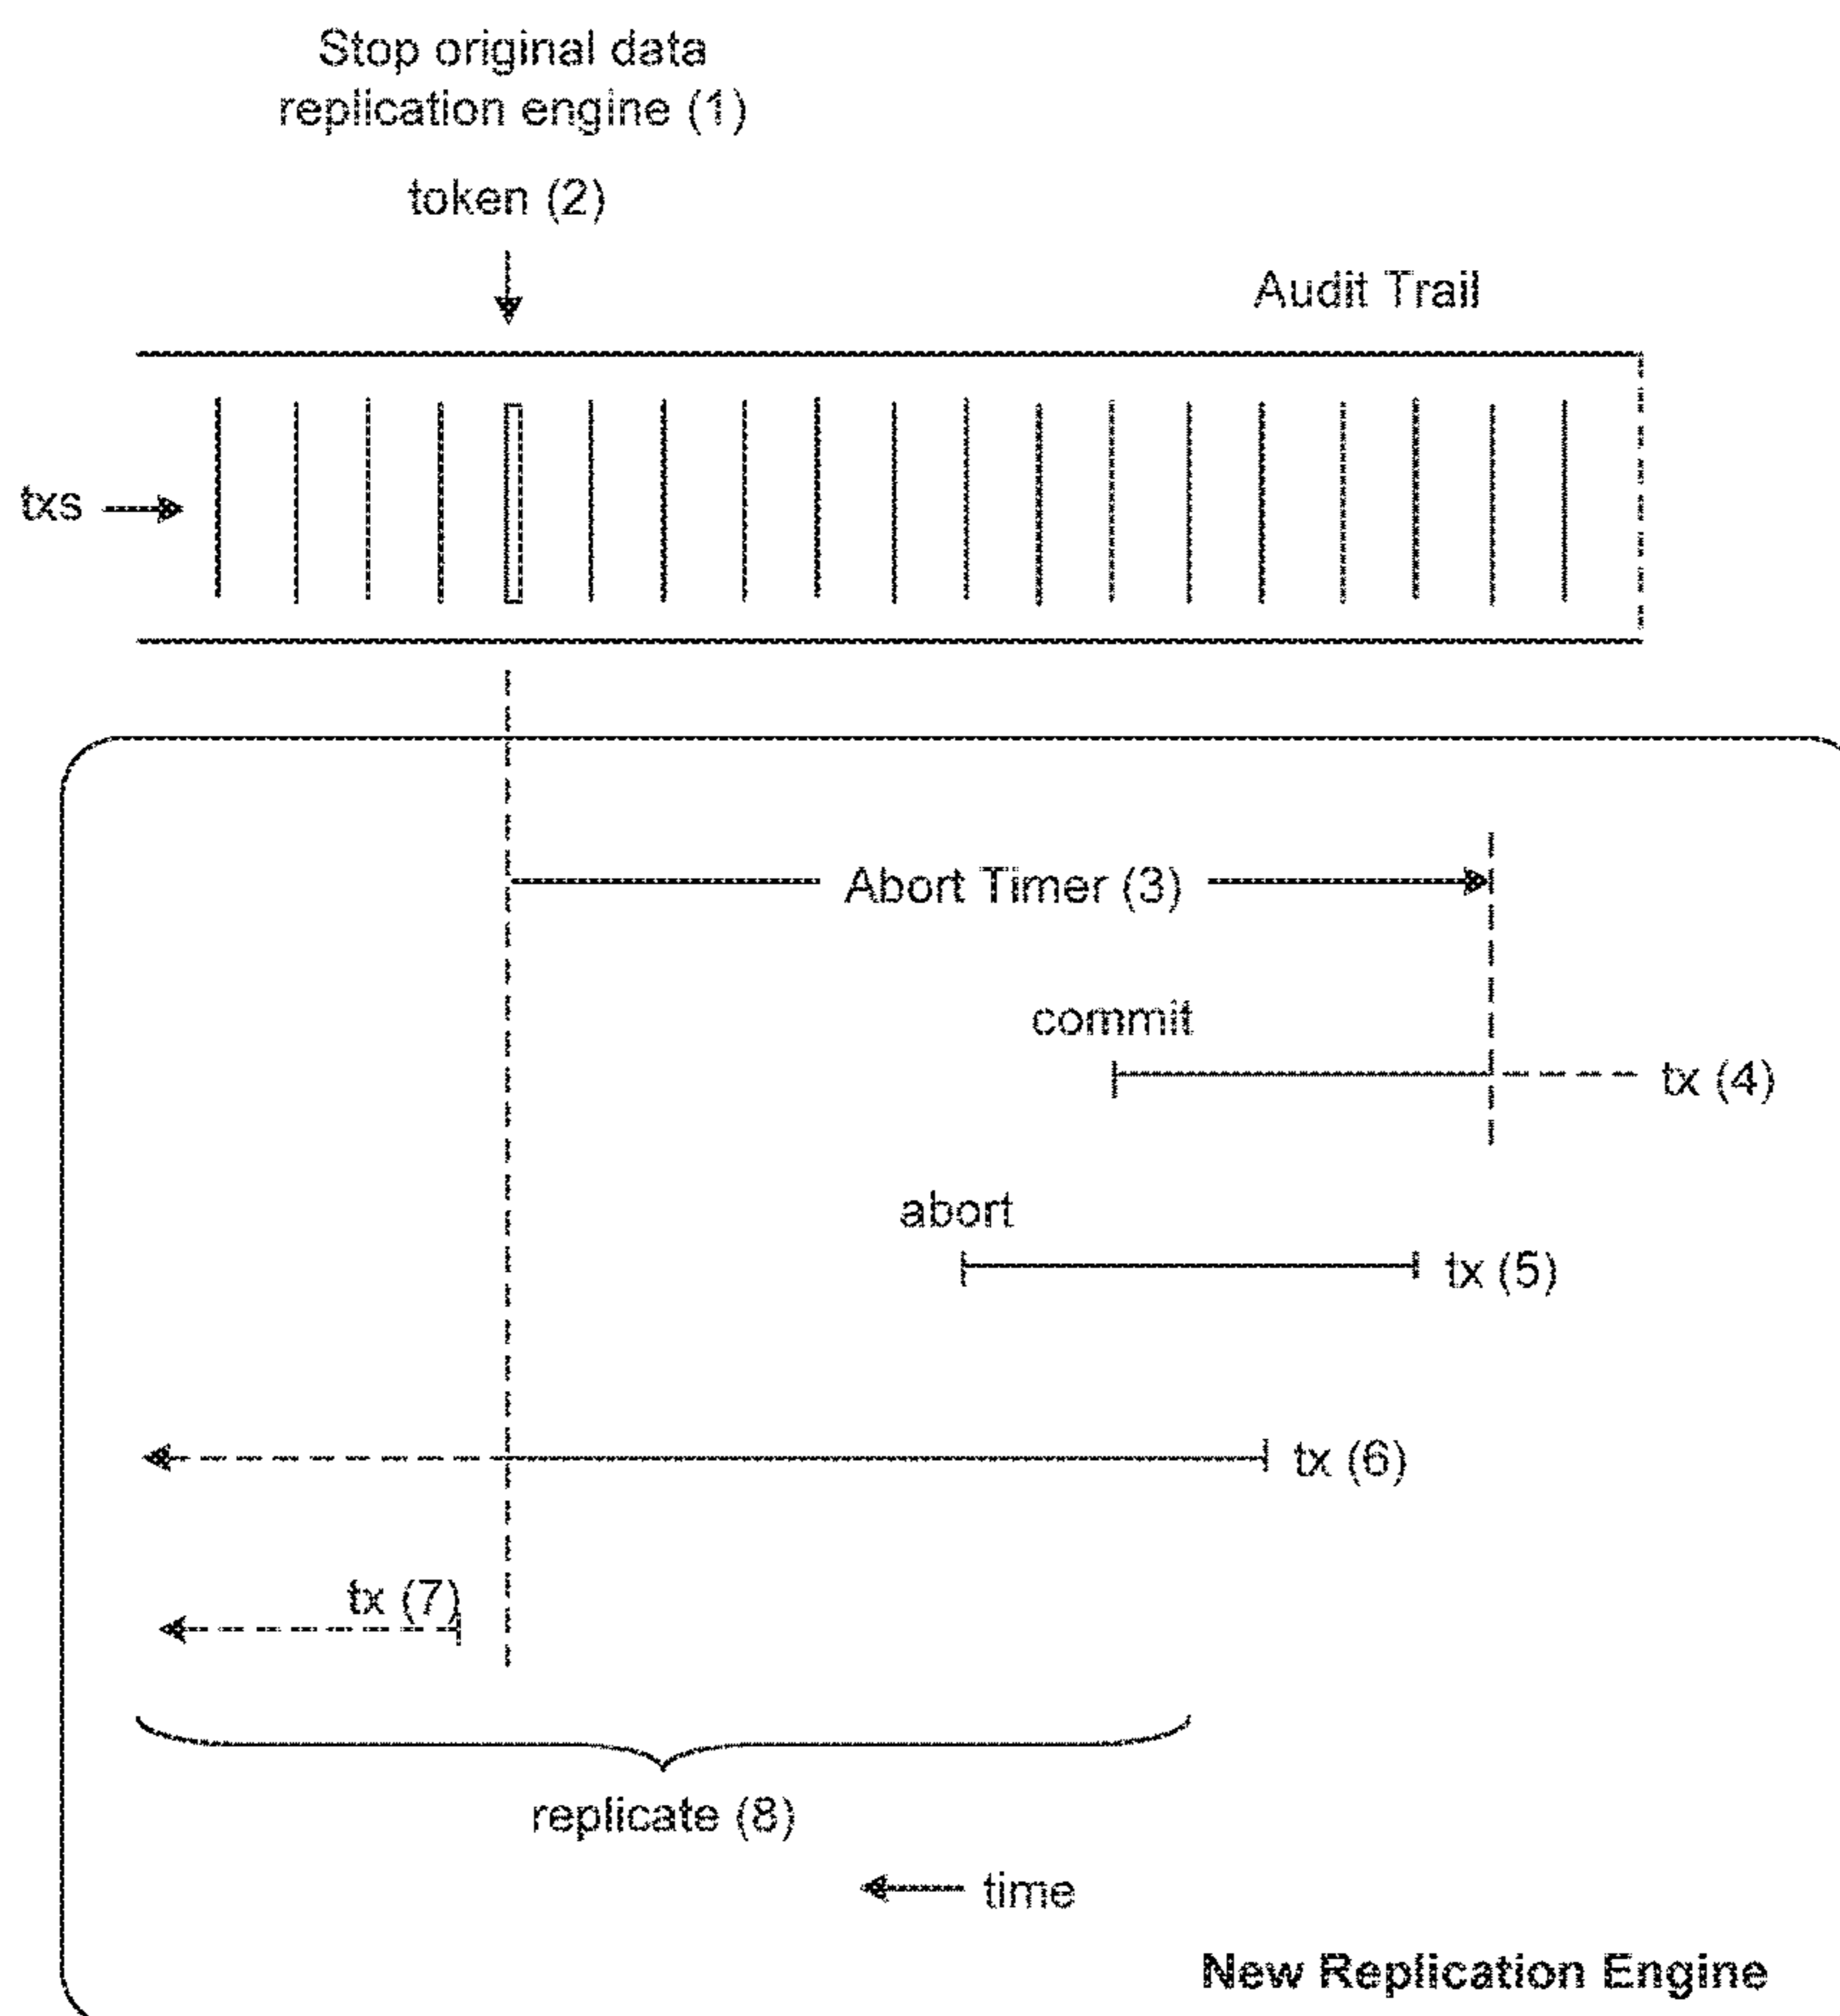 Stop original data
replication engine (1)
token (2)
Audit Trail
txs
Abort Timer (3)
commit
tx (4)
abort
tx (5)
tx (6)
tx (7)
replicate (8)
time
New Replication Engine